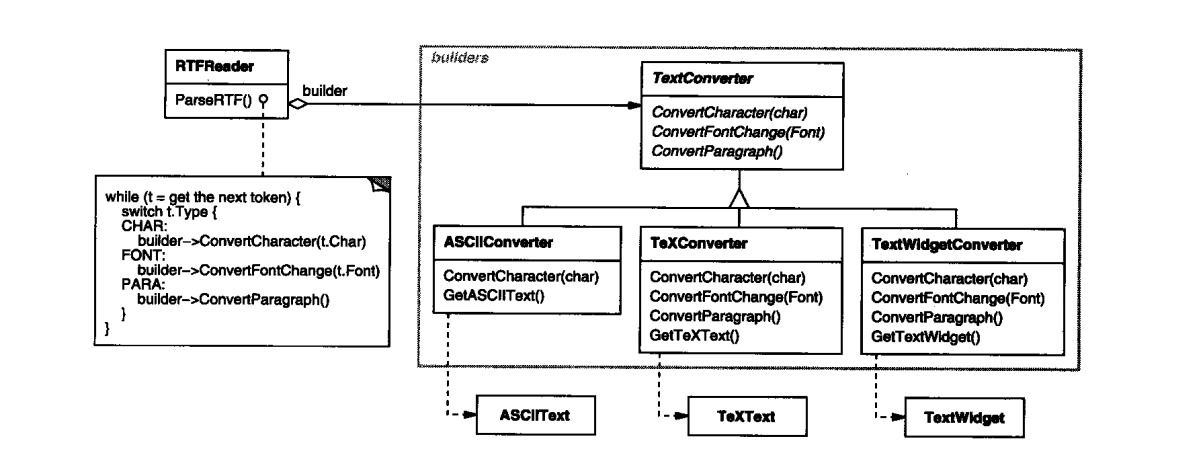 builders
RTFReader
ParseRTF()
builder
TextConverter
ConvertCharacter(char)
ConvertFontChange(Font)
ConvertParagraph()
while (t = get the next token) {
switch t.Type {
CHAR:
builder->ConvertCharacter(t.Char)
FONT:
builder->ConvertFontChange(t.Font)
PARA:
builder->ConvertParagraph()
}
}
ASCIIConverter
ConvertCharacter(char)
GetASCIIText()
TeXConverter
ConvertCharacter(char)
ConvertFontChange(Font)
ConvertParagraph()
GetTeXText()
TextWidgetConverter
ConvertCharacter(char)
ConvertFontChange(Font)
ConvertParagraph()
GetTextWidget()
ASCIIText
TeXText
TextWidget